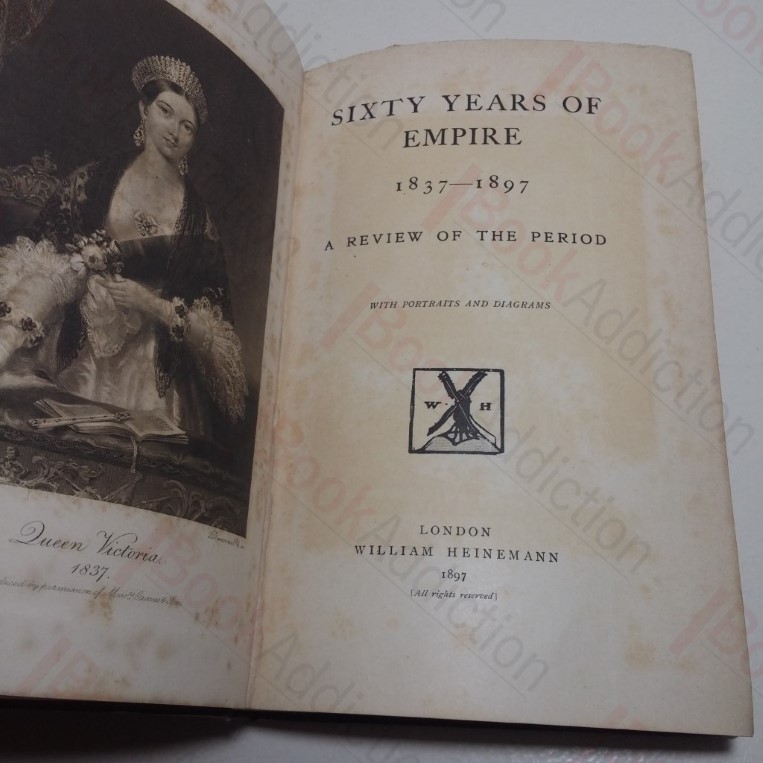 Queen Victoria.
1837.
SIXTY YEARS OF
EMPIRE
1837—1897
A REVIEW OF THE PERIOD
WITH PORTRAITS AND DIAGRAMS
W · H
LONDON
WILLIAM HEINEMANN
1897
[All rights reserved]
BookAddiction